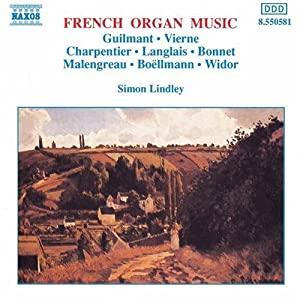 NAXOS
DDD
8.550581
FRENCH ORGAN MUSIC
Guilmant • Vierne
Charpentier • Langlais • Bonnet
Malengreau • Boëllmann • Widor
Simon Lindley